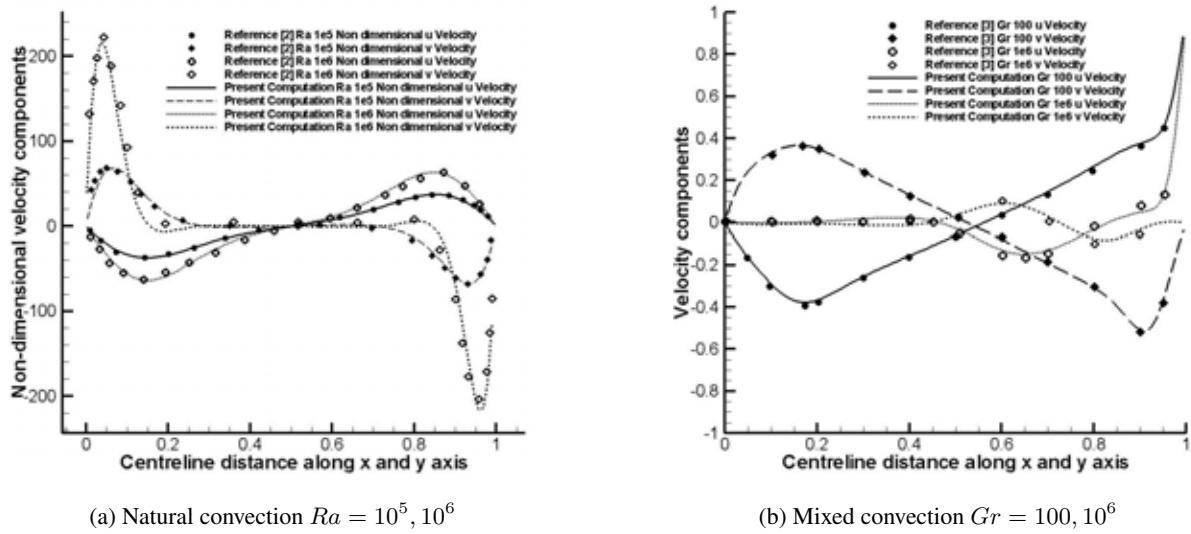 Non-dimensional velocity components
200
100
0
-100
-200
Reference [2] Ra 1e5 Non dimensional u Velocity
Reference [2] Ra 1e5 Non dimensional v Velocity
Reference [2] Ra 1e6 Non dimensional u Velocity
Reference [2] Ra 1e6 Non dimensional v Velocity
Present Computation Ra 1e5 Non dimensional u Velocity
Present Computation Ra 1e5 Non dimensional v Velocity
Present Computation Ra 1e6 Non dimensional u Velocity
Present Computation Ra 1e6 Non dimensional v Velocity
0 0.2 0.4 0.6 0.8 1
Centreline distance along x and y axis
(a) Natural convection Ra = 10⁵, 10⁶
Velocity components
1
0.8
0.6
0.4
0.2
0
-0.2
-0.4
-0.6
-0.8
-1
Reference [3] Gr 100 u Velocity
Reference [3] Gr 100 v Velocity
Reference [3] Gr 1e6 u Velocity
Reference [3] Gr 1e6 v Velocity
Present Computation Gr 100 u Velocity
Present Computation Gr 100 v Velocity
Present Computation Gr 1e6 u Velocity
Present Computation Gr 1e6 v Velocity
0 0.2 0.4 0.6 0.8 1
Centreline distance along x and y axis
(b) Mixed convection Gr = 100, 10⁶